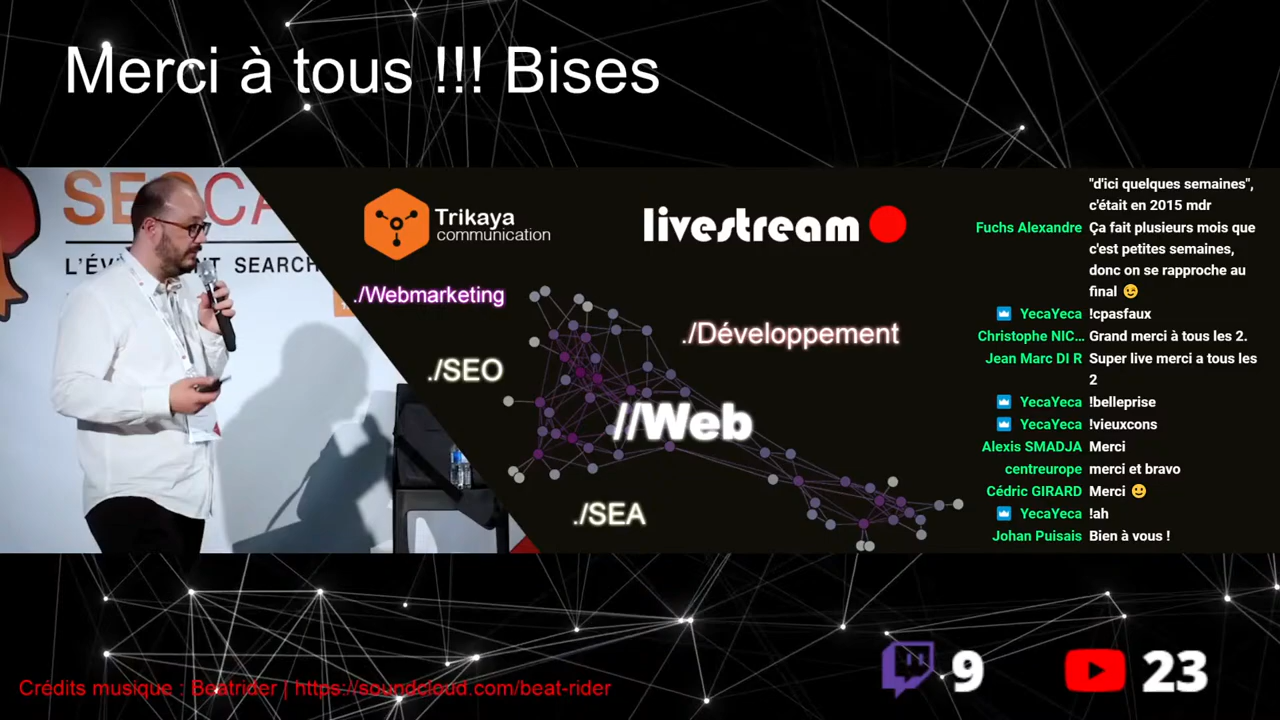 Merci à tous !!! Bises
Trikaya
communication
livestream
./Webmarketing
./Développement
./SEO
//Web
./SEA
"d'ici quelques semaines",
c'était en 2015 mdr
Fuchs Alexandre Ça fait plusieurs mois que
c'est petites semaines,
donc on se rapproche au
final 😉
YecaYeca !cpasfaux
Christophe NIC... Grand merci à tous les 2.
Jean Marc DI R Super live merci a tous les
2
YecaYeca !belleprise
YecaYeca !vieuxcons
Alexis SMADJA Merci
centreurope merci et bravo
Cédric GIRARD Merci 🙂
YecaYeca !ah
Johan Puisais Bien à vous !
9
23
Crédits musique : Beatrider | https://soundcloud.com/beat-rider